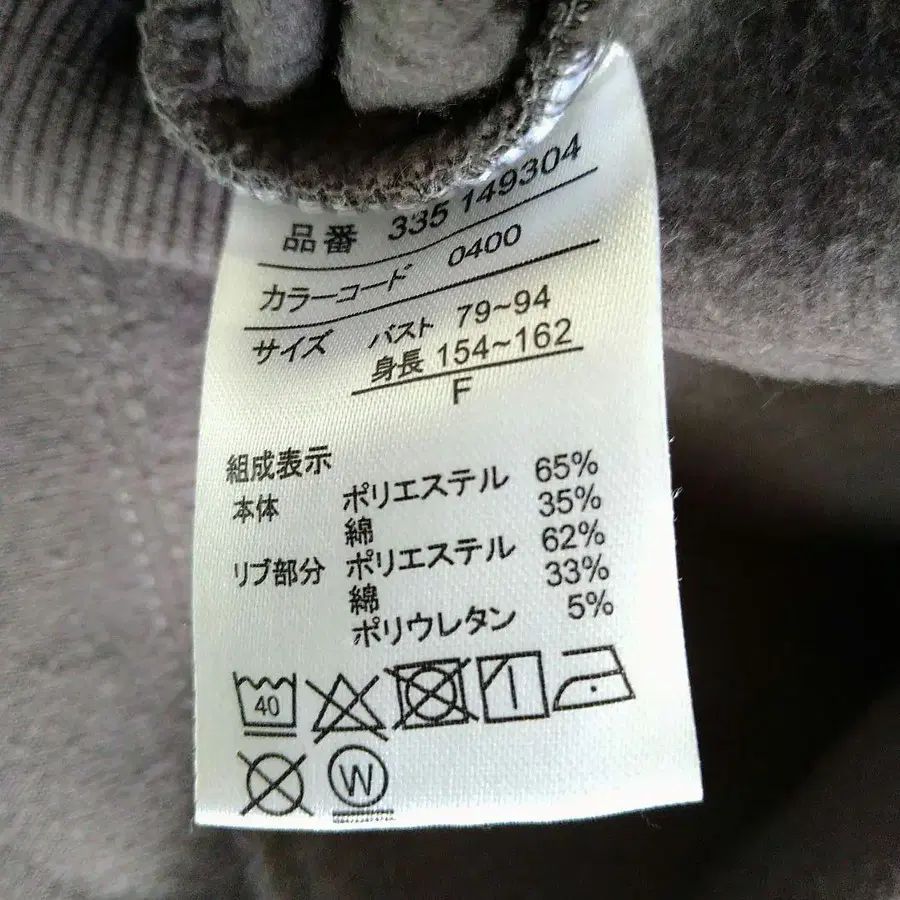 品番 335 149304
カラーコード 0400
サイズ バスト 79~94
身長 154~162
F
組成表示
本体 ポリエステル 65%
綿 35%
リブ部分 ポリエステル 62%
綿 33%
ポリウレタン 5%
40
W